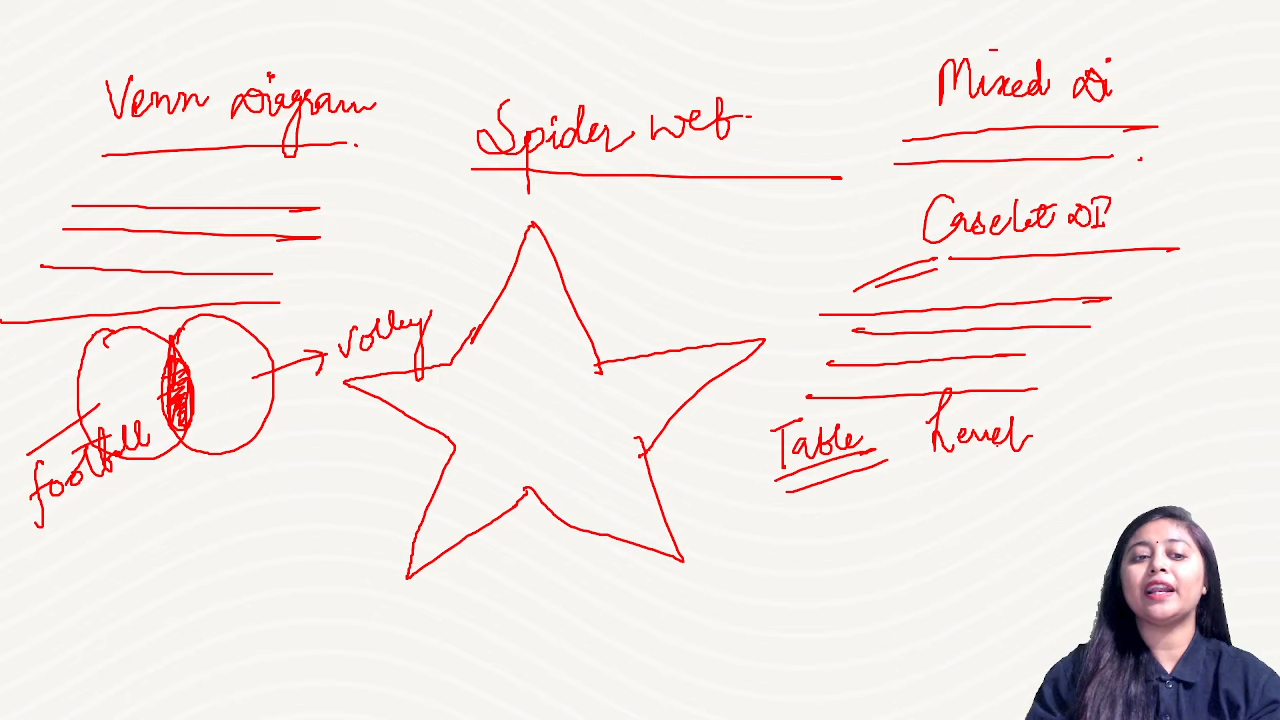 Venn Diagram
Spider web
Mixed DI
Caselet DI
volley
football
Table
Level